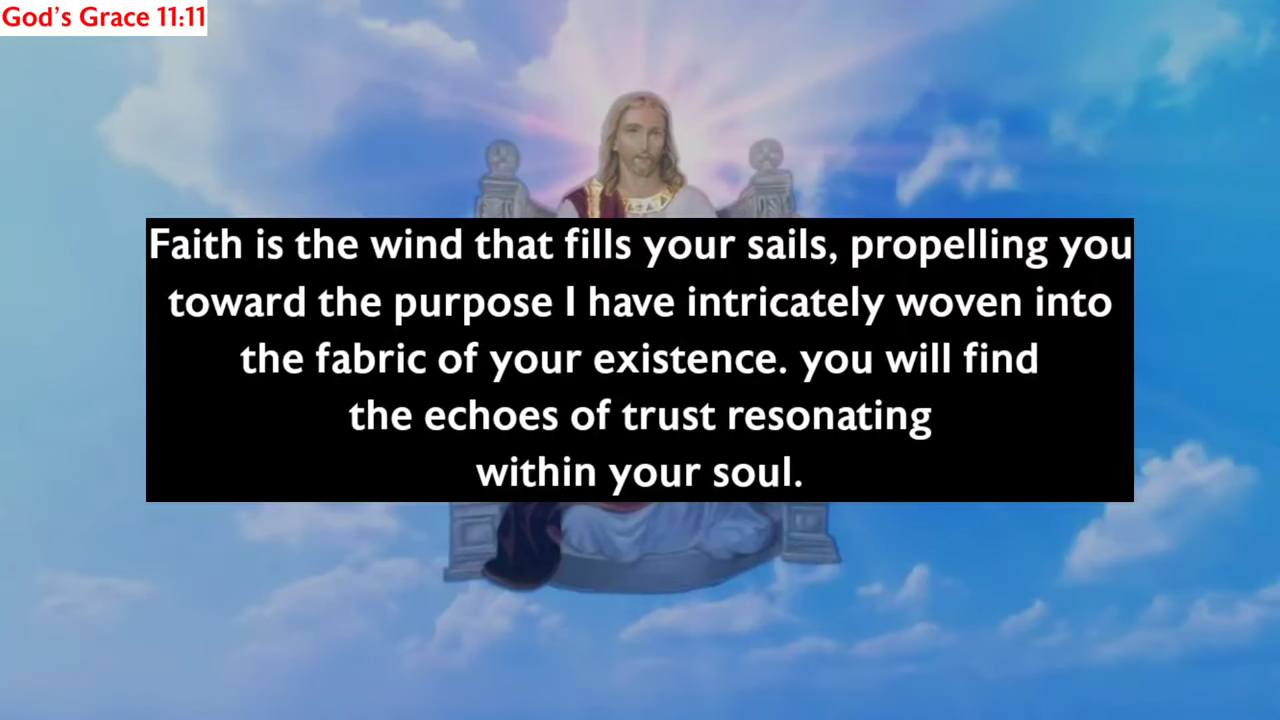 God's Grace 11:11
Faith is the wind that fills your sails, propelling you
toward the purpose I have intricately woven into
the fabric of your existence. you will find
the echoes of trust resonating
within your soul.